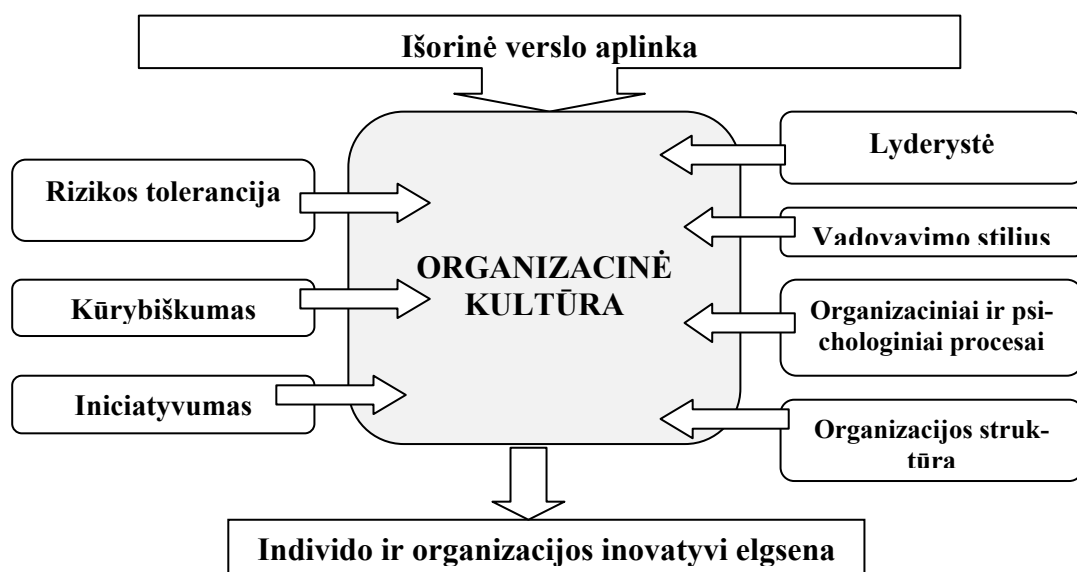 Išorinė verslo aplinka
Rizikos tolerancija
Kūrybiškumas
Iniciatyvumas
ORGANIZACINĖ
KULTŪRA
Lyderystė
Vadovavimo stilius
Organizaciniai ir psi-
chologiniai procesai
Organizacijos struk-
tūra
Individo ir organizacijos inovatyvi elgsena